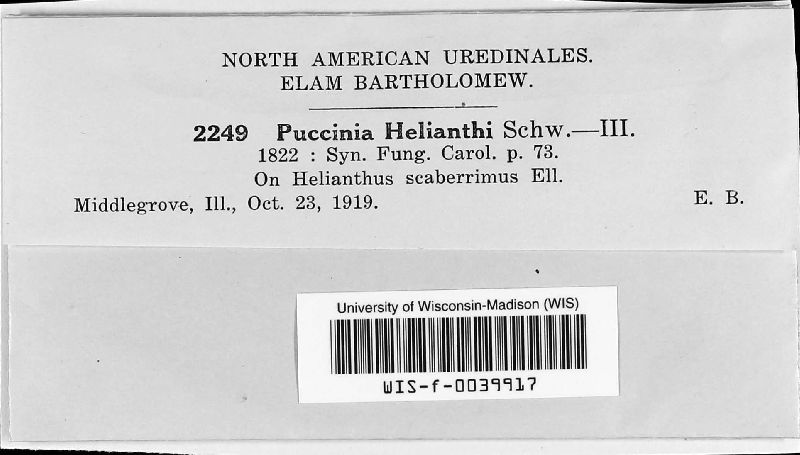 NORTH AMERICAN UREDINALES.
ELAM BARTHOLOMEW.
2249 Puccinia Helianthi Schw.—III.
1822 : Syn. Fung. Carol. p. 73.
On Helianthus scaberrimus Ell.
Middlegrove, Ill., Oct. 23, 1919. E. B.
University of Wisconsin-Madison (WIS)
WIS-f-0039917